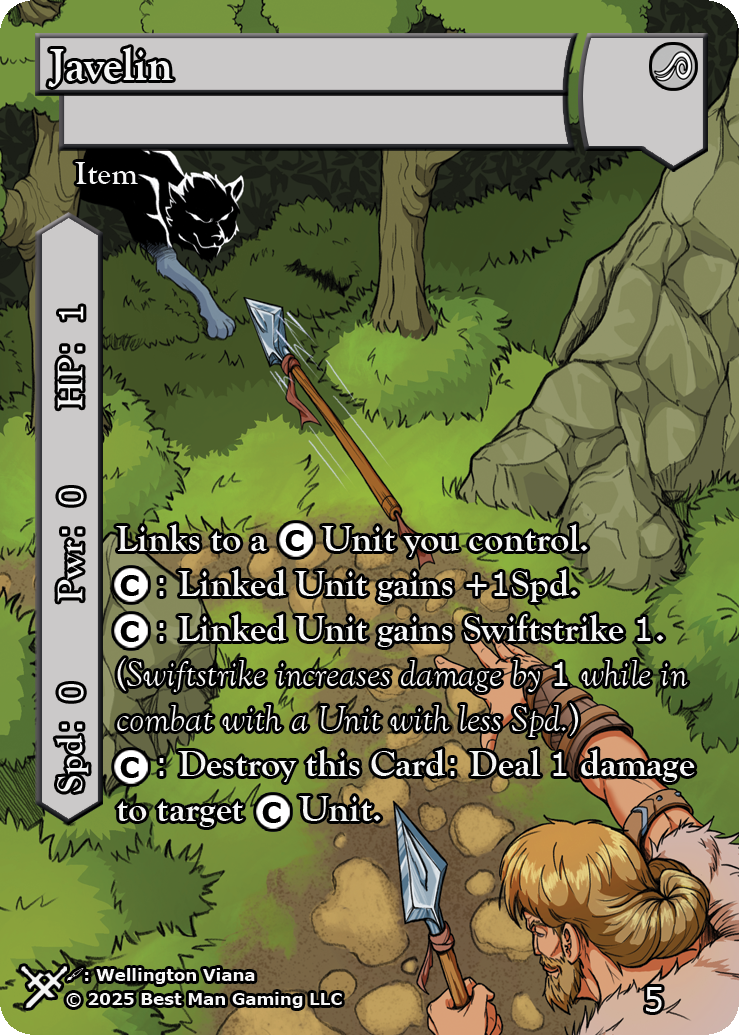 Javelin
Item
HP: 1
Pwr: 0
Spd: 0
Links to a C Unit you control.
C: Linked Unit gains +1Spd.
C: Linked Unit gains Swiftstrike 1.
(Swiftstrike increases damage by 1 while in
combat with a Unit with less Spd.)
C: Destroy this Card: Deal 1 damage
to target C Unit.
: Wellington Viana
© 2025 Best Man Gaming LLC
5